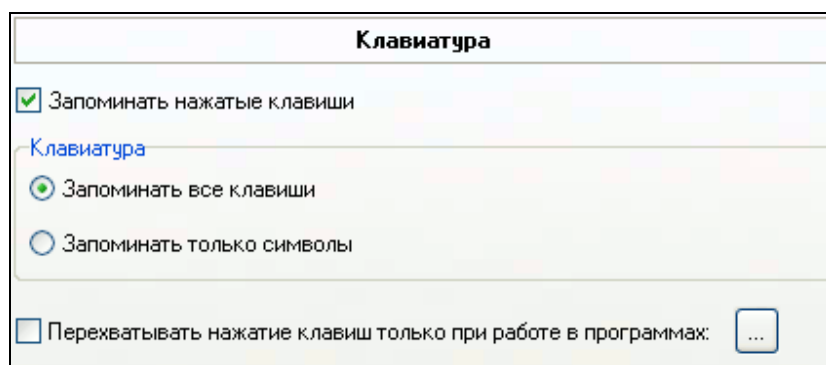 Клавиатура
Запоминать нажатые клавиши
Клавиатура
Запоминать все клавиши
Запоминать только символы
Перехватывать нажатие клавиш только при работе в программах: ...